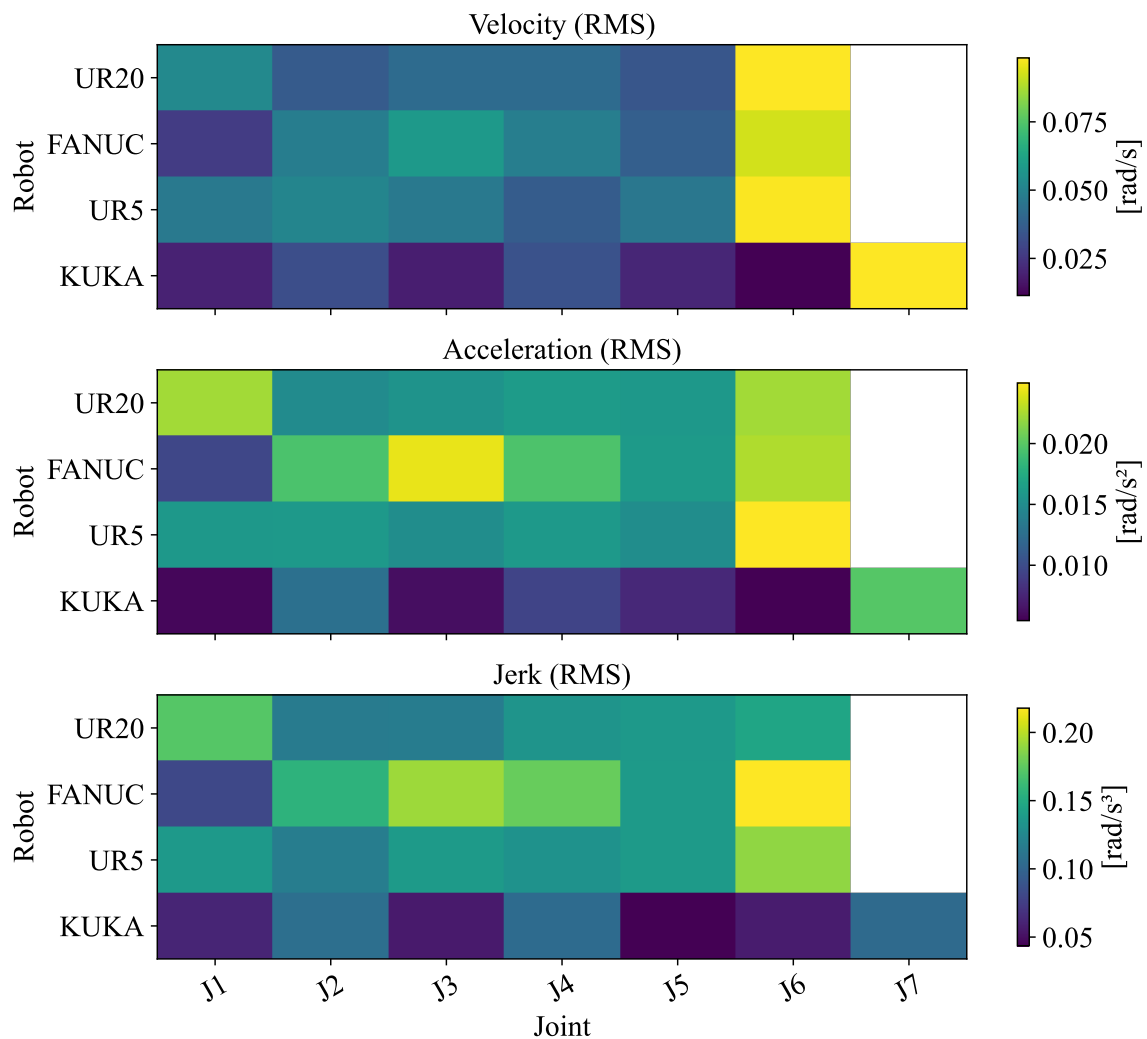 Velocity (RMS)
Robot
UR20
FANUC
UR5
KUKA
0.075
0.050
0.025
[rad/s]
Acceleration (RMS)
Robot
UR20
FANUC
UR5
KUKA
0.020
0.015
0.010
[rad/s²]
Jerk (RMS)
Robot
UR20
FANUC
UR5
KUKA
0.20
0.15
0.10
0.05
[rad/s³]
J1 J2 J3 J4 J5 J6 J7
Joint